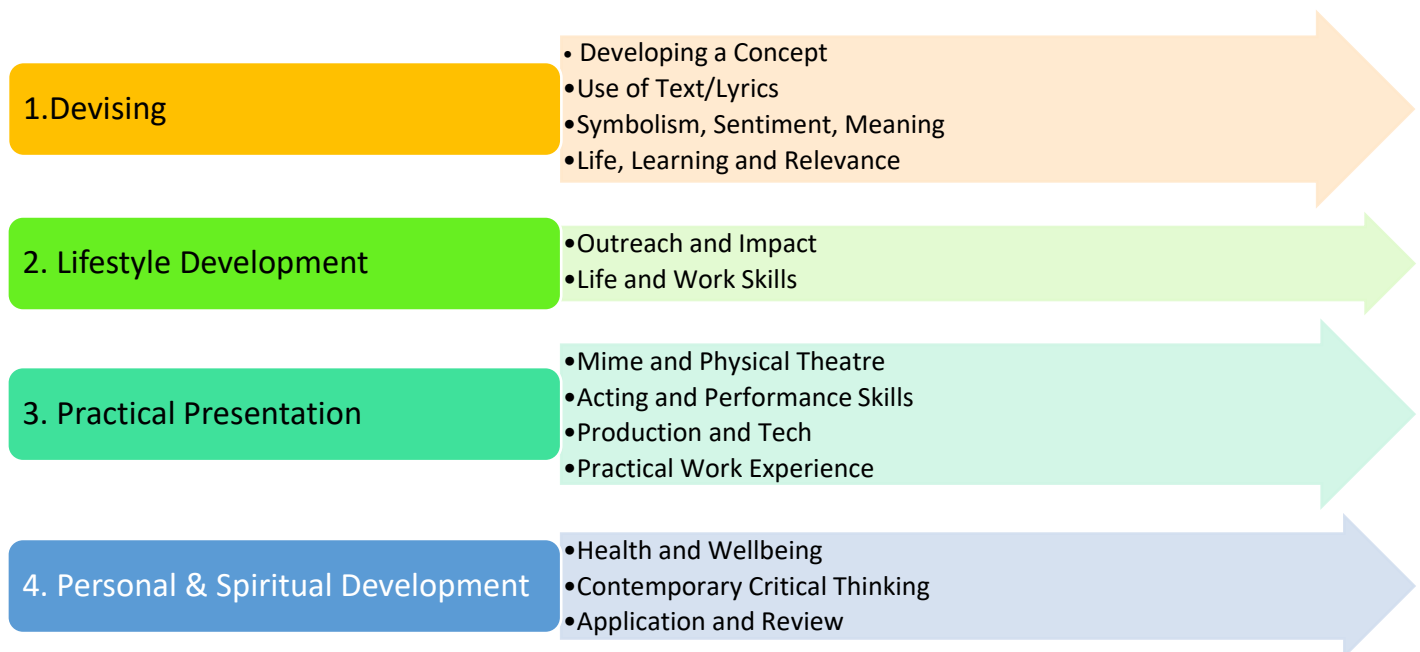 1.Devising
• Developing a Concept
•Use of Text/Lyrics
•Symbolism, Sentiment, Meaning
•Life, Learning and Relevance
2. Lifestyle Development
•Outreach and Impact
•Life and Work Skills
3. Practical Presentation
•Mime and Physical Theatre
•Acting and Performance Skills
•Production and Tech
•Practical Work Experience
4. Personal & Spiritual Development
•Health and Wellbeing
•Contemporary Critical Thinking
•Application and Review